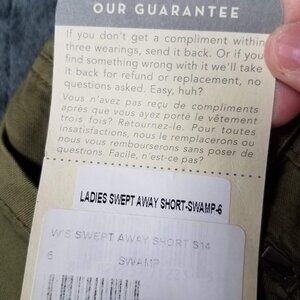 OUR GUARANTEE
If you don't get a compliment within
three wearings, send it back. Or if you
find something wrong with it we'll take
it back for refund or replacement, no
questions asked. Easy, huh?
Vous n'avez pas reçu de compliments
après que vous ayez porté le vêtement
trois fois? Retournez-le. Pour toutes
insatisfactions, nous le remplacerons ou
nous vous rembourserons sans poser de
questions. Facile, n'est-ce pas?
LADIES SWEPT AWAY SHORT-SWAMP-6
W'S SWEPT AWAY SHORT S14
6 SWAMP